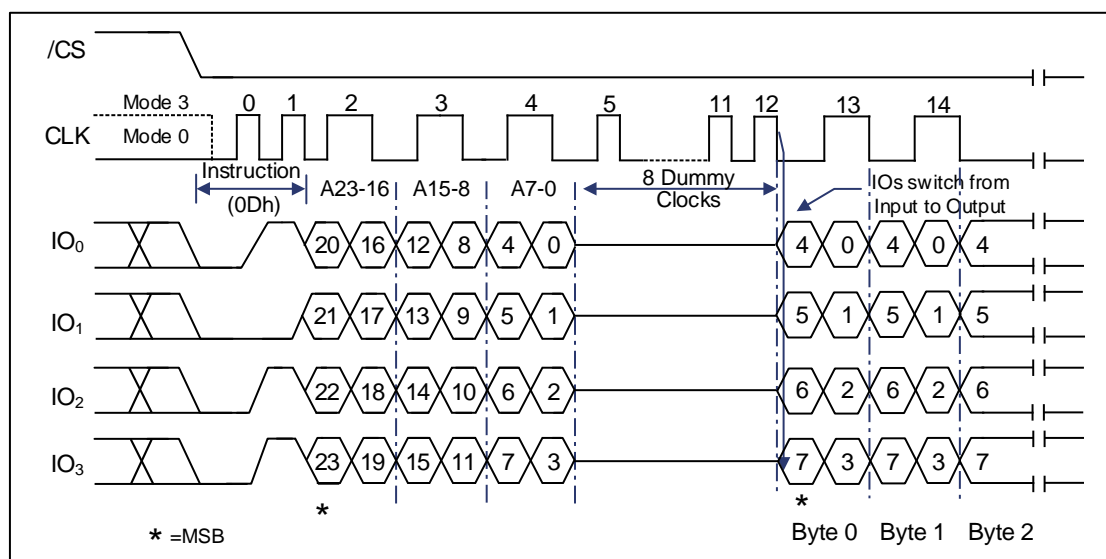 /CS
Mode 3 0 1 2 3 4 5 11 12 13 14
CLK Mode 0
Instruction A23-16 A15-8 A7-0 8 Dummy IOs switch from
(0Dh) Clocks Input to Output
IO0 20 16 12 8 4 0 4 0 4 0 4
IO1 21 17 13 9 5 1 5 1 5 1 5
IO2 22 18 14 10 6 2 6 2 6 2 6
IO3 23 19 15 11 7 3 7 3 7 3 7
* *
* =MSB Byte 0 Byte 1 Byte 2